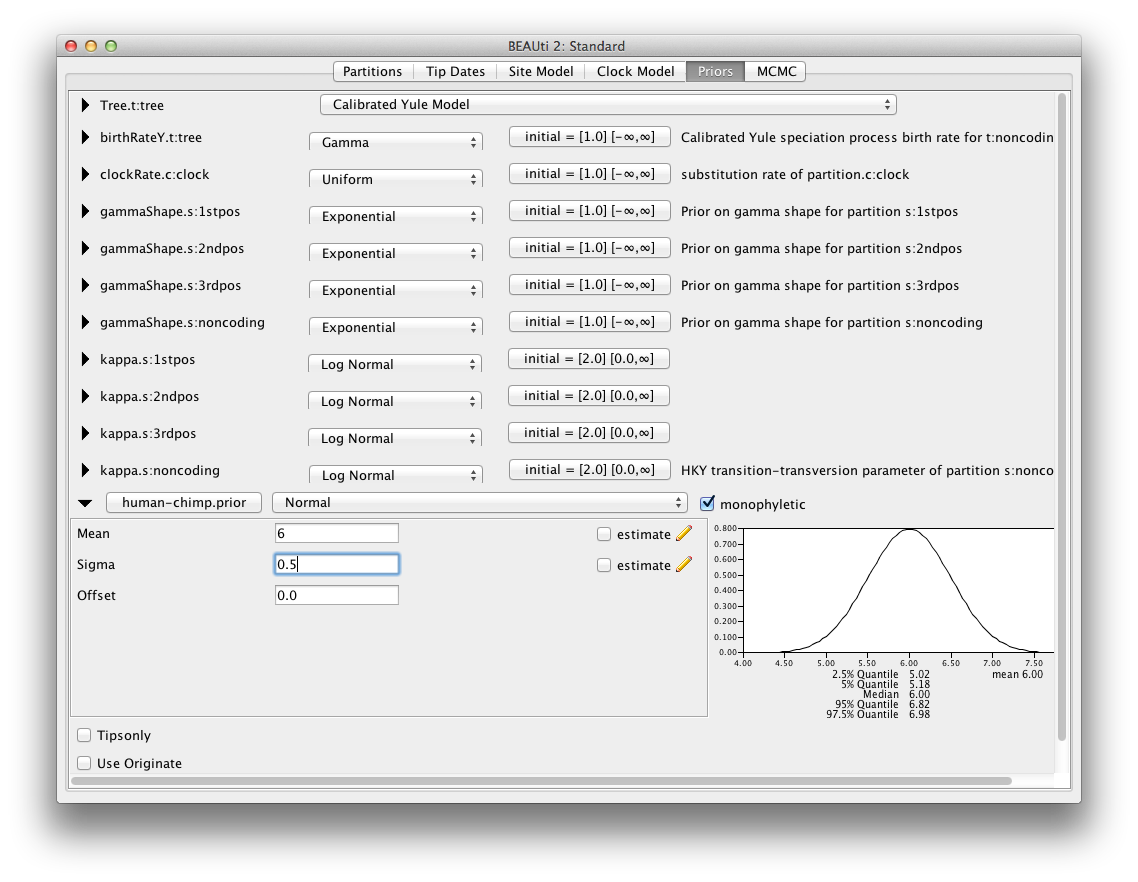 BEAUti 2: Standard
Partitions Tip Dates Site Model Clock Model Priors MCMC
Tree.t:tree Calibrated Yule Model
birthRateY.t:tree Gamma initial = [1.0] [-∞,∞] Calibrated Yule speciation process birth rate for t:noncodin
clockRate.c:clock Uniform initial = [1.0] [-∞,∞] substitution rate of partition.c:clock
gammaShape.s:1stpos Exponential initial = [1.0] [-∞,∞] Prior on gamma shape for partition s:1stpos
gammaShape.s:2ndpos Exponential initial = [1.0] [-∞,∞] Prior on gamma shape for partition s:2ndpos
gammaShape.s:3rdpos Exponential initial = [1.0] [-∞,∞] Prior on gamma shape for partition s:3rdpos
gammaShape.s:noncoding Exponential initial = [1.0] [-∞,∞] Prior on gamma shape for partition s:noncoding
kappa.s:1stpos Log Normal initial = [2.0] [0.0,∞]
kappa.s:2ndpos Log Normal initial = [2.0] [0.0,∞]
kappa.s:3rdpos Log Normal initial = [2.0] [0.0,∞]
kappa.s:noncoding Log Normal initial = [2.0] [0.0,∞] HKY transition-transversion parameter of partition s:nonco
human-chimp.prior Normal monophyletic
Mean 6 estimate
Sigma 0.5 estimate
Offset 0.0
0.800
0.700
0.600
0.500
0.400
0.300
0.200
0.100
0.00
4.00 4.50 5.00 5.50 6.00 6.50 7.00 7.50
2.5% Quantile 5.02 mean 6.00
5% Quantile 5.18
Median 6.00
95% Quantile 6.82
97.5% Quantile 6.98
Tipsonly
Use Originate